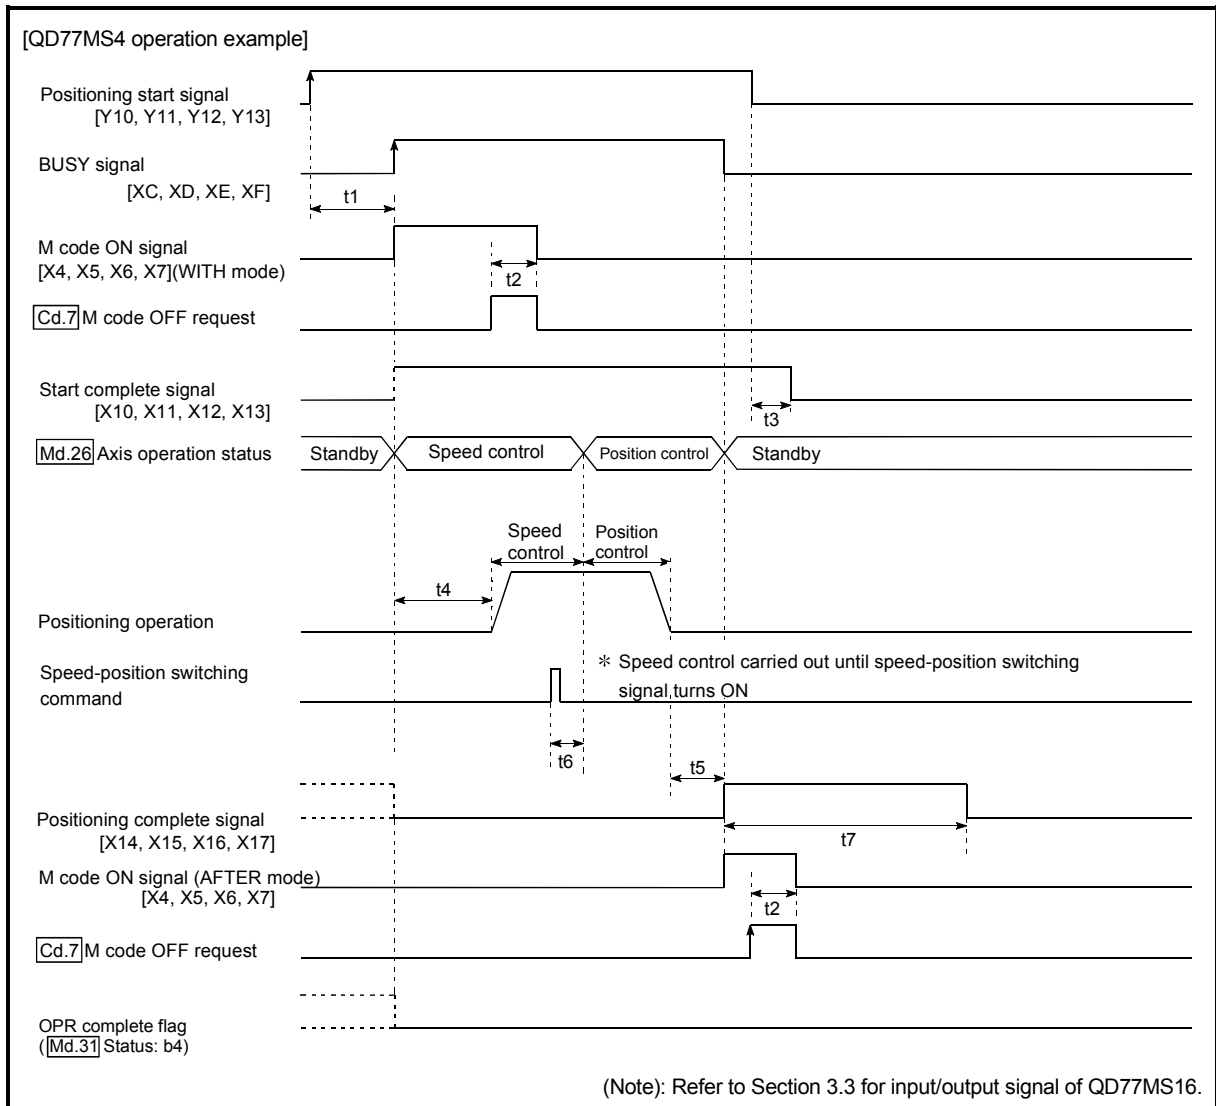 [QD77MS4 operation example]
Positioning start signal
[Y10, Y11, Y12, Y13]
BUSY signal
[XC, XD, XE, XF]
t1
M code ON signal
[X4, X5, X6, X7](WITH mode)
t2
Cd.7 M code OFF request
Start complete signal
[X10, X11, X12, X13]
t3
Md.26 Axis operation status
Standby
Speed control
Position control
Standby
Speed control
Position control
t4
Positioning operation
Speed-position switching
command
* Speed control carried out until speed-position switching
signal turns ON
t6
t5
Positioning complete signal
[X14, X15, X16, X17]
t7
M code ON signal (AFTER mode)
[X4, X5, X6, X7]
t2
Cd.7 M code OFF request
OPR complete flag
( Md.31 Status: b4)
(Note): Refer to Section 3.3 for input/output signal of QD77MS16.